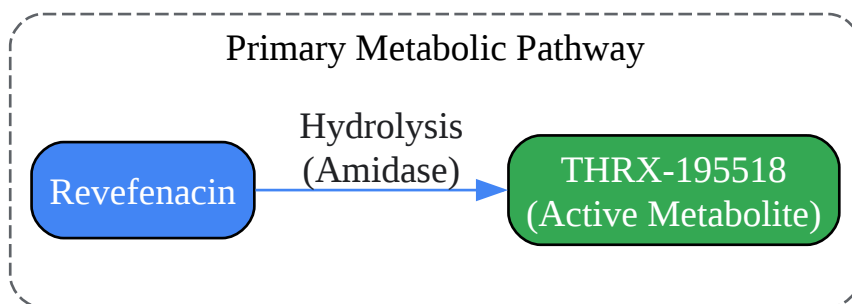 Primary Metabolic Pathway
Hydrolysis
(Amidase)
Revefenacin
THRX-195518
(Active Metabolite)